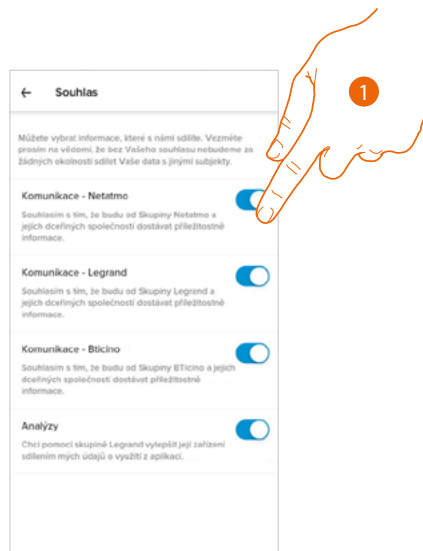 ← Souhlas
1
Můžete vybrat informace, které s námi sdílíte. Vezměte
prosím na vědomí, že bez Vašeho souhlasu nebudeme za
žádných okolností sdílet Vaše data s jinými subjekty.
Komunikace - Netatmo
Souhlasím s tím, že budu od Skupiny Netatmo a
jejích dceřiných společností dostávat příležitostné
informace.
Komunikace - Legrand
Souhlasím s tím, že budu od Skupiny Legrand a
jejích dceřiných společností dostávat příležitostné
informace.
Komunikace - Bticino
Souhlasím s tím, že budu od Skupiny BTicino a jejích
dceřiných společností dostávat příležitostné
informace.
Analýzy
Chci pomoci skupině Legrand vylepšit její zařízení
sdílením mých údajů o využití z aplikací.